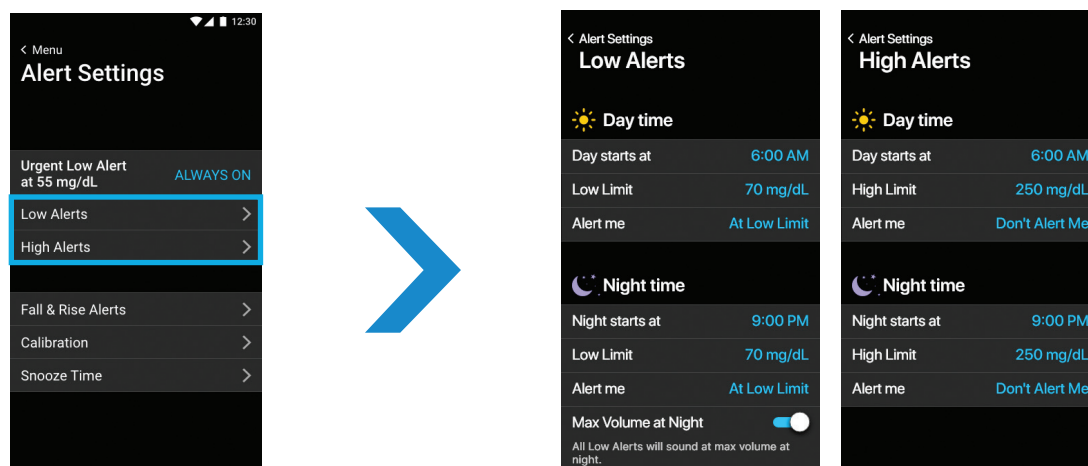 12:30
< Menu
Alert Settings
Urgent Low Alert
at 55 mg/dL
ALWAYS ON
Low Alerts
High Alerts
Fall & Rise Alerts
Calibration
Snooze Time
< Alert Settings
Low Alerts
Day time
Day starts at 6:00 AM
Low Limit 70 mg/dL
Alert me At Low Limit
Night time
Night starts at 9:00 PM
Low Limit 70 mg/dL
Alert me At Low Limit
Max Volume at Night
All Low Alerts will sound at max volume at
night.
< Alert Settings
High Alerts
Day time
Day starts at 6:00 AM
High Limit 250 mg/dL
Alert me Don't Alert Me
Night time
Night starts at 9:00 PM
High Limit 250 mg/dL
Alert me Don't Alert Me